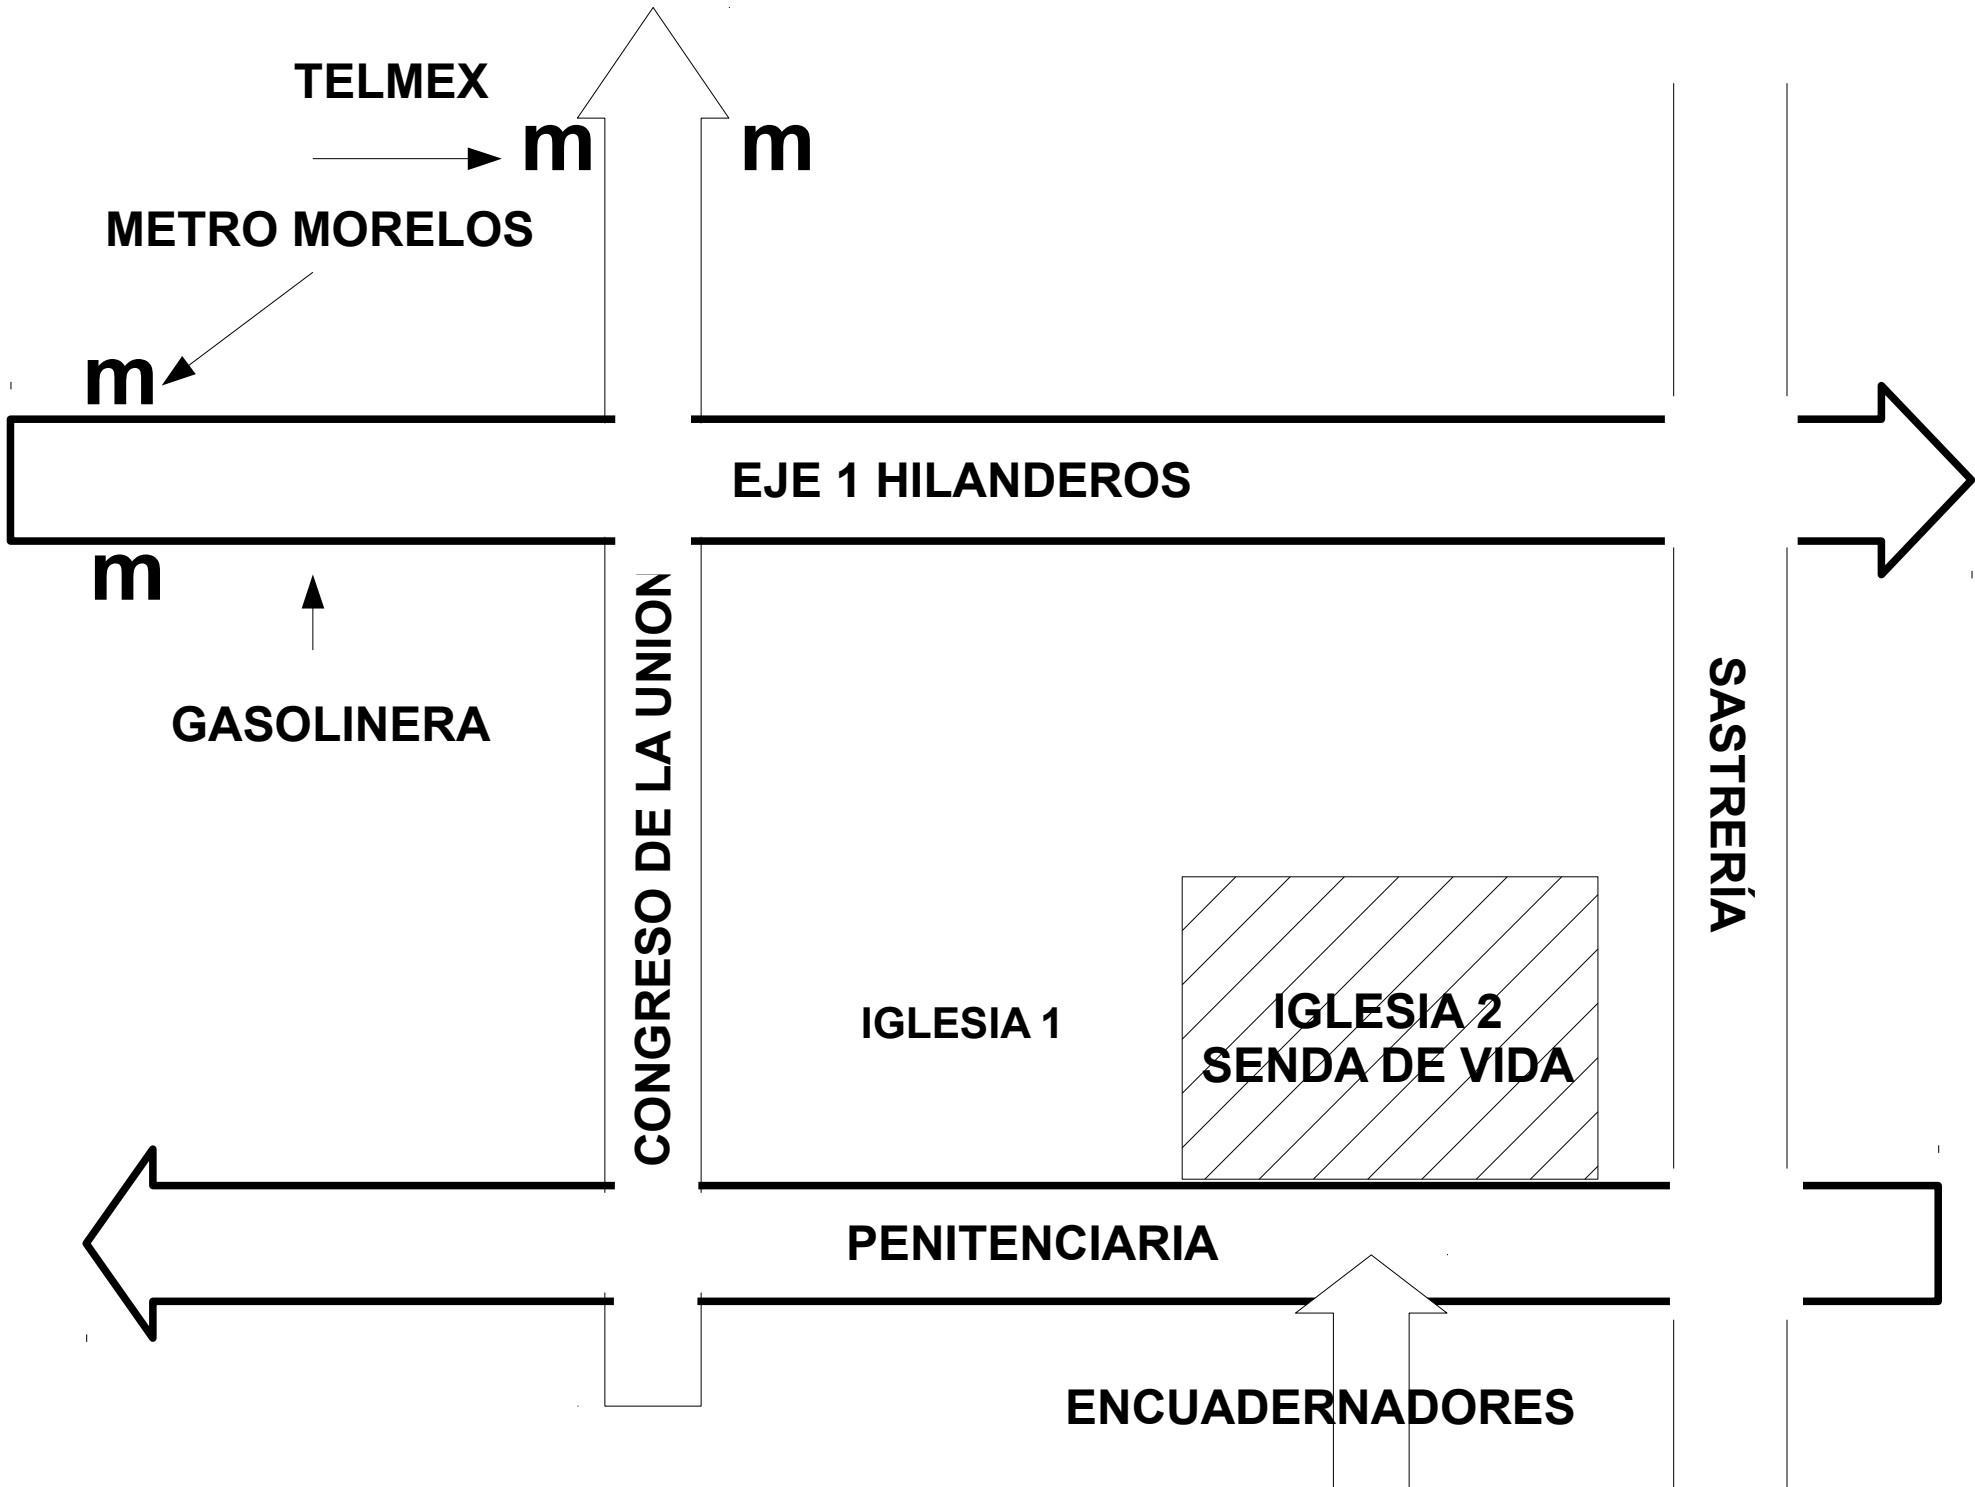 TELMEX
m m
METRO MORELOS
m
EJE 1 HILANDEROS
m
GASOLINERA
CONGRESO DE LA UNION
SASTRERÍA
IGLESIA 1
IGLESIA 2
SENDA DE VIDA
PENITENCIARIA
ENCUADERNADORES